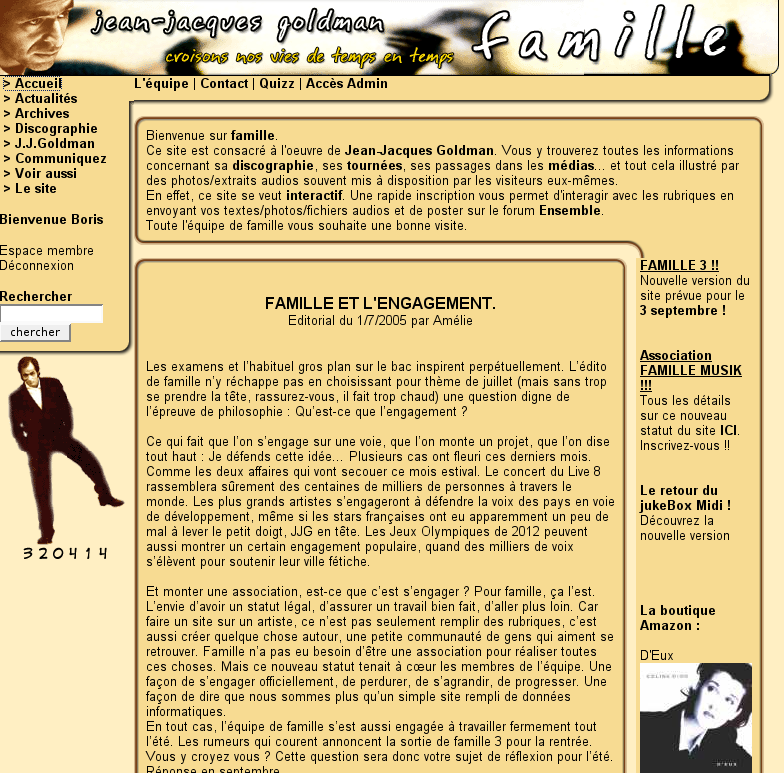 jean-jacques goldman
croisons nos vies de temps en temps
famille
> Accueil
> Actualités
> Archives
> Discographie
> J.J.Goldman
> Communiquez
> Voir aussi
> Le site
Bienvenue Boris
Espace membre
Déconnexion
Rechercher
chercher
320414
L'équipe | Contact | Quizz | Accès Admin
Bienvenue sur famille.
Ce site est consacré à l'oeuvre de Jean-Jacques Goldman. Vous y trouverez toutes les informations
concernant sa discographie, ses tournées, ses passages dans les médias... et tout cela illustré par
des photos/extraits audios souvent mis à disposition par les visiteurs eux-mêmes.
En effet, ce site se veut interactif. Une rapide inscription vous permet d'interagir avec les rubriques en
envoyant vos textes/photos/fichiers audios et de poster sur le forum Ensemble.
Toute l'équipe de famille vous souhaite une bonne visite.
FAMILLE ET L'ENGAGEMENT.
Editorial du 1/7/2005 par Amélie
Les examens et l'habituel gros plan sur le bac inspirent perpétuellement. L'édito
de famille n'y réchappe pas en choisissant pour thème de juillet (mais sans trop
se prendre la tête, rassurez-vous, il fait trop chaud) une question digne de
l'épreuve de philosophie : Qu'est-ce que l'engagement ?
Ce qui fait que l'on s'engage sur une voie, que l'on monte un projet, que l'on dise
tout haut : Je défends cette idée... Plusieurs cas ont fleuri ces derniers mois.
Comme les deux affaires qui vont secouer ce mois estival. Le concert du Live 8
rassemblera sûrement des centaines de milliers de personnes à travers le
monde. Les plus grands artistes s'engageront à défendre la voix des pays en voie
de développement, même si les stars françaises ont eu apparemment un peu de
mal à lever le petit doigt, JJG en tête. Les Jeux Olympiques de 2012 peuvent
aussi montrer un certain engagement populaire, quand des milliers de voix
s'élèvent pour soutenir leur ville fétiche.
Et monter une association, est-ce que c'est s'engager ? Pour famille, ça l'est.
L'envie d'avoir un statut légal, d'assurer un travail bien fait, d'aller plus loin. Car
faire un site sur un artiste, ce n'est pas seulement remplir des rubriques, c'est
aussi créer quelque chose autour, une petite communauté de gens qui aiment se
retrouver. Famille n'a pas eu besoin d'être une association pour réaliser toutes
ces choses. Mais ce nouveau statut tenait à cœur les membres de l'équipe. Une
façon de s'engager officiellement, de perdurer, de s'agrandir, de progresser. Une
façon de dire que nous sommes plus qu'un simple site rempli de données
informatiques.
En tout cas, l'équipe de famille s'est aussi engagée à travailler fermement tout
l'été. Les rumeurs qui courent annoncent la sortie de famille 3 pour la rentrée.
Vous y croyez vous ? Cette question sera donc votre sujet de réflexion pour l'été.
Réponse en septembre
FAMILLE 3 !!
Nouvelle version du
site prévue pour le
3 septembre !
Association
FAMILLE MUSIK
!!!
Tous les détails
sur ce nouveau
statut du site ICI.
Inscrivez-vous !!
Le retour du
jukeBox Midi !
Découvrez la
nouvelle version
La boutique
Amazon :
D'Eux
CELINE DION
D'EUX